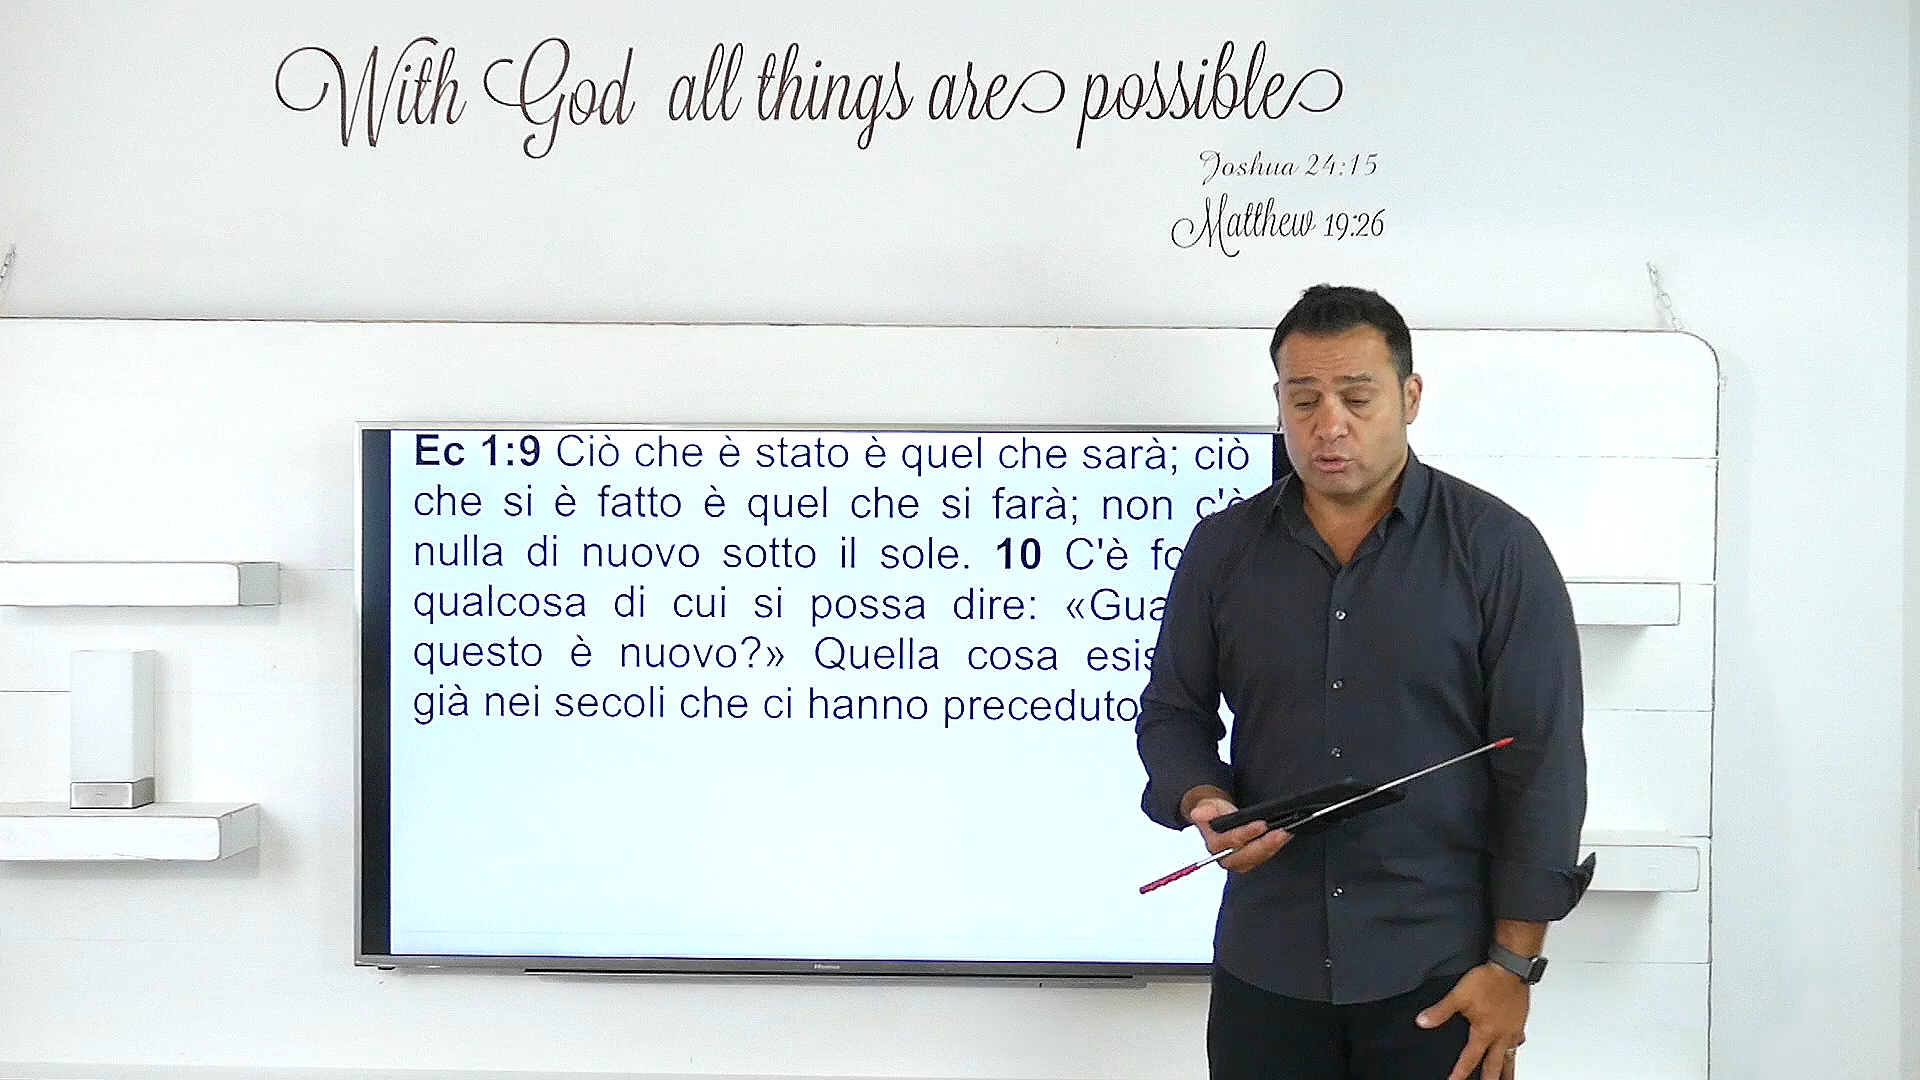 With God all things are possible
Joshua 24:15
Matthew 19:26
Ec 1:9 Ciò che è stato è quel che sarà; ciò
che si è fatto è quel che si farà; non c'è
nulla di nuovo sotto il sole. 10 C'è
qualcosa di cui si possa dire: «
questo è nuovo?» Quella cosa
già nei secoli che ci hanno preceduto
Hisense